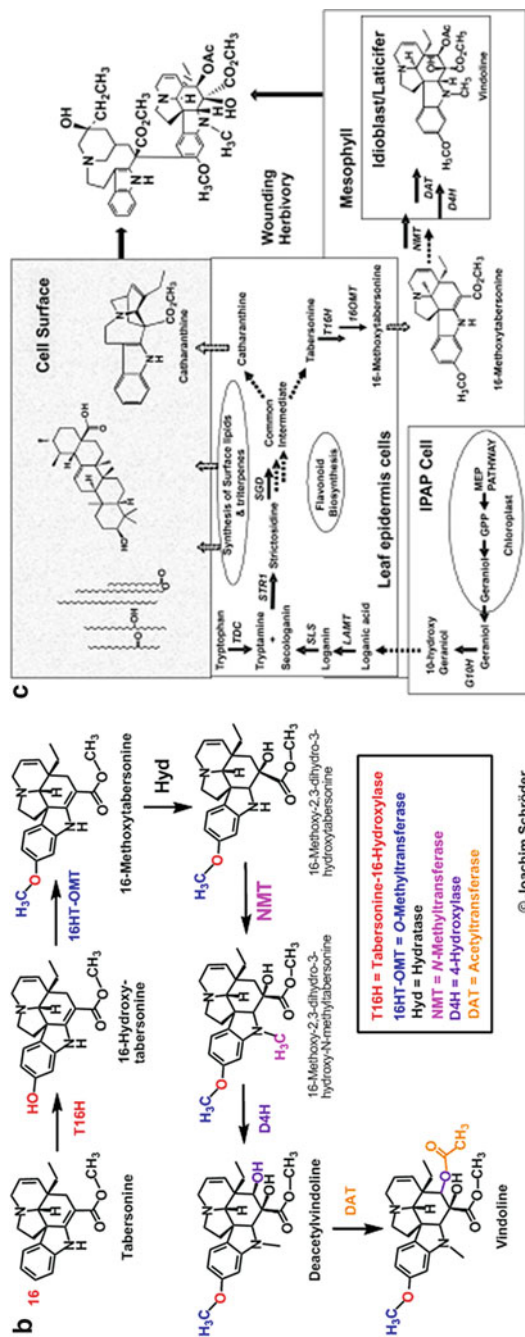 b
16
Tabersonine
T16H
HO
16-Hydroxy-
tabersonine
16HT-OMT
16-Methoxytabersonine
Hyd
16-Methoxy-2,3-dihydro-3-
hydroxytabersonine
NMT
16-Methoxy-2,3-dihydro-3-
hydroxy-N-methyltabersonine
D4H
Deacetylvindoline
DAT
Vindoline
T16H = Tabersonine-16-Hydroxylase
16HT-OMT = O-Methyltransferase
Hyd = Hydratase
NMT = N-Methyltransferase
D4H = 4-Hydroxylase
DAT = Acetyltransferase
© Joachim Schröder
c
Cell Surface
Catharanthine
Wounding
Herbivory
Synthesis of Surface lipids
& triterpenes
Tryptophan
TDC
Tryptamine
+
Secologanin
SLS
Loganin
LAMT
Loganic acid
STR1
Strictosidine
SGD
Common
Intermediate
Catharanthine
Tabersonine
T16H
16OMT
16-Methoxytabersonine
Flavonoid
Biosynthesis
Leaf epidermis cells
IPAP Cell
10-hydroxy
Geraniol
G10H
Geraniol
Geraniol
GPP
MEP
PATHWAY
Chloroplast
Mesophyll
16-Methoxytabersonine
NMT
DAT
D4H
Idioblast/Laticifer
Vindoline